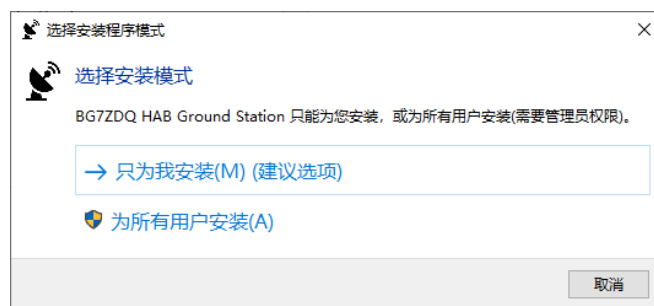 选择安装程序模式
选择安装模式
BG7ZDQ HAB Ground Station 只能为您安装，或为所有用户安装(需要管理员权限)。
只为我安装(M) (建议选项)
为所有用户安装(A)
取消